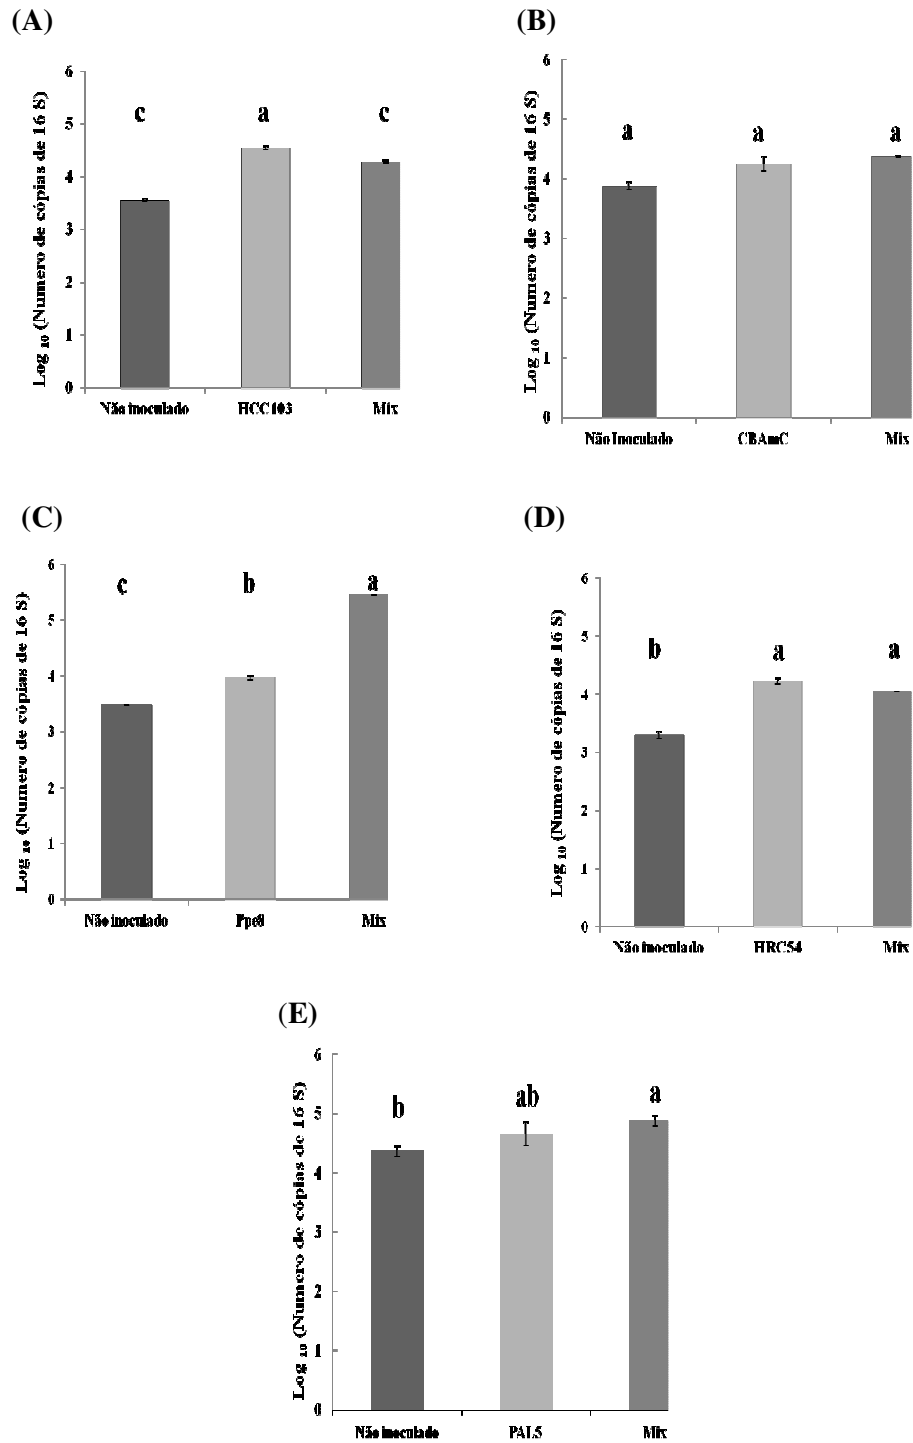 (A)
Log 10 (Numero de cópias de 16 S)
6
5
4
3
2
1
0
c
a
c
Não inoculado
HCC103
Mix
(B)
Log 10 (Numero de cópias de 16 S)
6
5
4
3
2
1
0
a
a
a
Não Inoculado
CBAmC
Mix
(C)
Log 10 (Numero de cópias de 16 S)
6
5
4
3
2
1
0
c
b
a
Não inoculado
Ppe8
Mix
(D)
Log 10 (Numero de cópias de 16 S)
6
5
4
3
2
1
0
b
a
a
Não inoculado
HRC54
Mix
(E)
Log 10 (Numero de cópias de 16 S)
6
5
4
3
2
1
0
b
ab
a
Não inoculado
PAL5
Mix